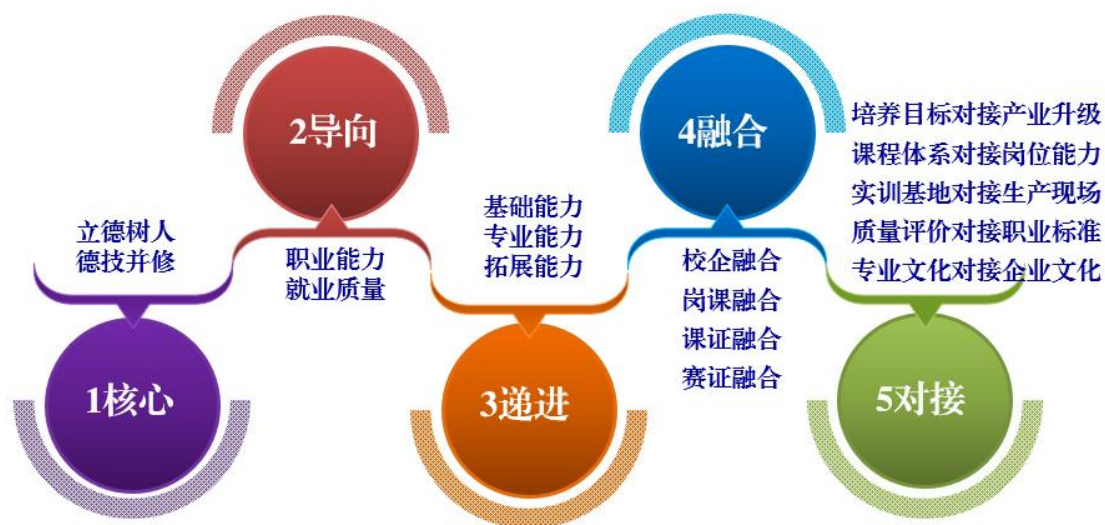 1核心
立德树人
德技并修
2导向
职业能力
就业质量
3递进
基础能力
专业能力
拓展能力
4融合
校企融合
岗课融合
课证融合
赛证融合
5对接
培养目标对接产业升级
课程体系对接岗位能力
实训基地对接生产现场
质量评价对接职业标准
专业文化对接企业文化